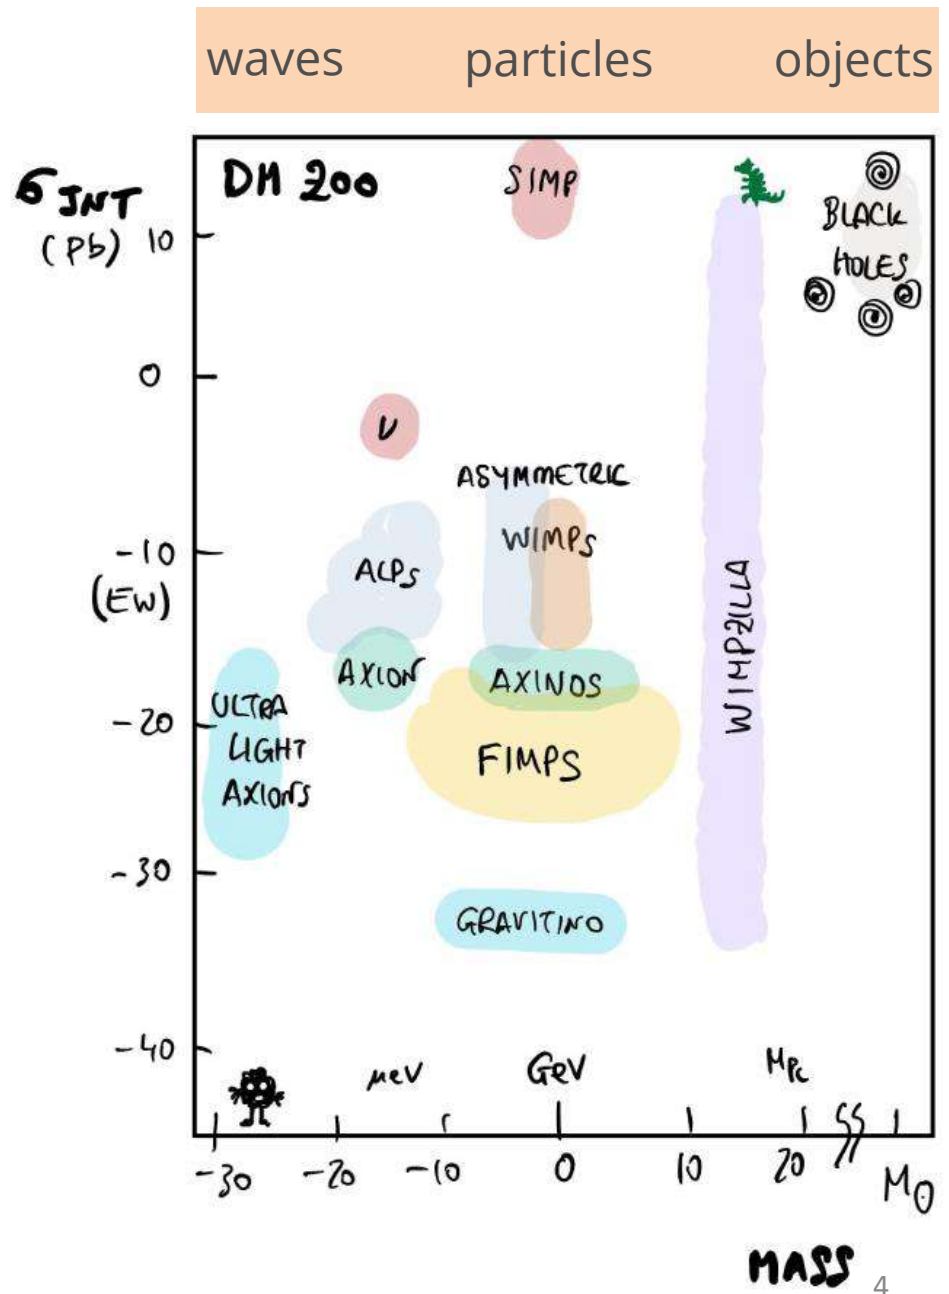 waves particles objects
DM ZOO
σ INT
(Pb)
10
0
-10
(EW)
-20
-30
-40
SIMP
BLACK
HOLES
ν
ASYMMETRIC
WIMPs
ALPs
AXION
AXINOS
ULTRA
LIGHT
AXIONS
FIMPS
WIMPZILLA
GRAVITINO
μeV GeV MPL
-30 -20 -10 0 10 20 M⊙
MASS
4